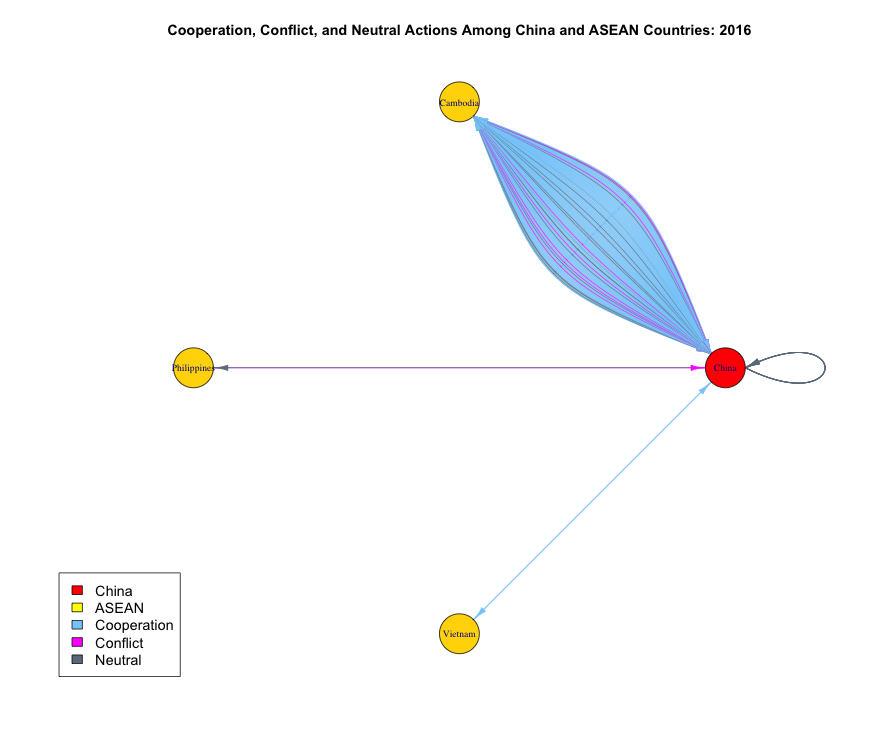 Cooperation, Conflict, and Neutral Actions Among China and ASEAN Countries: 2016
Cambodia
Philippines
China
Vietnam
China
ASEAN
Cooperation
Conflict
Neutral